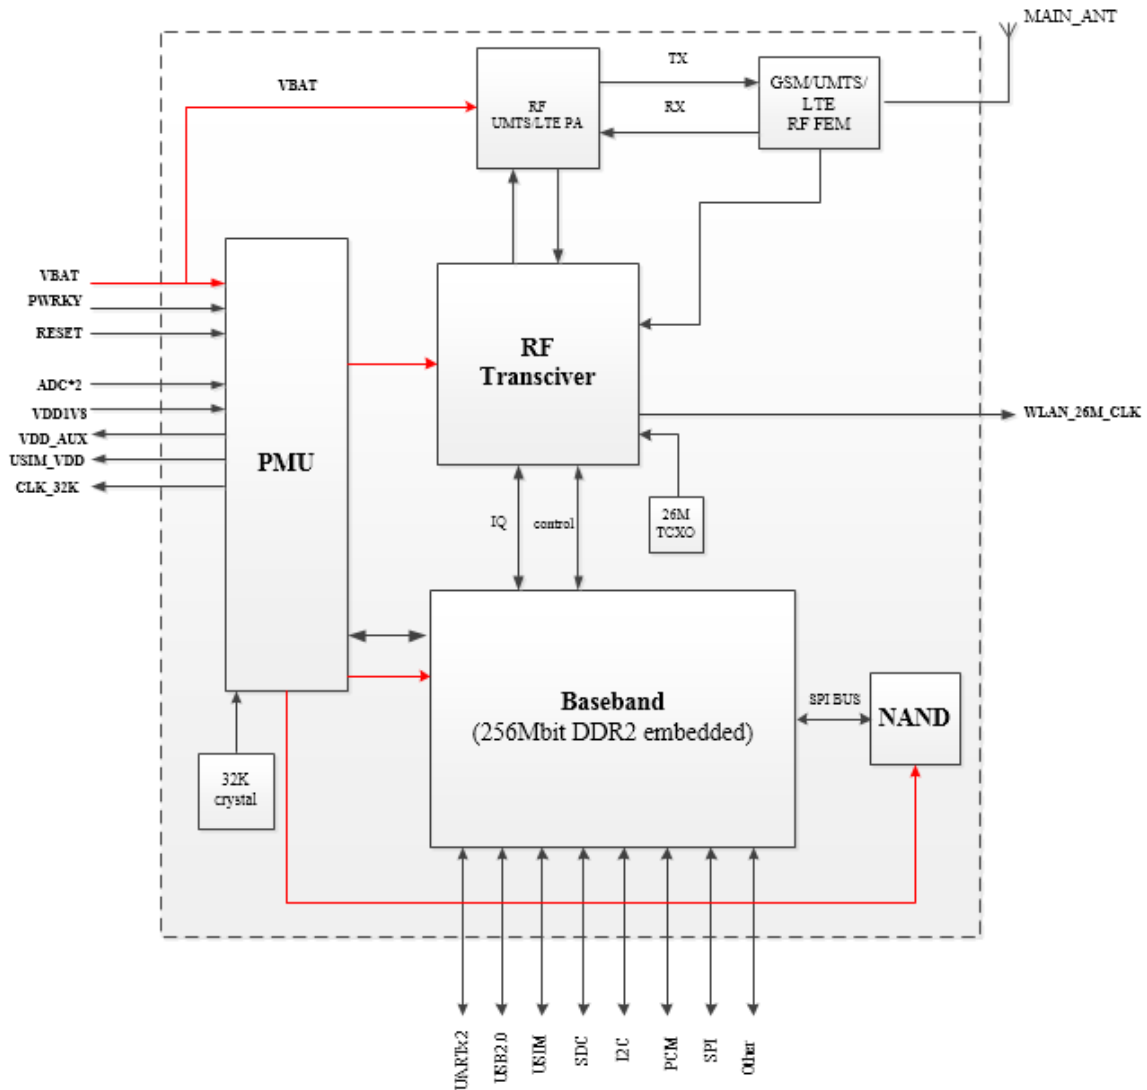 MAIN_ANT
VBAT
TX
RX
RF
UMTS/LTE PA
GSM/UMTS/
LTE
RF FEM
VBAT
PWRKY
RESET
ADC*2
VDD1V8
VDD_AUX
USIM_VDD
CLK_32K
PMU
RF
Transciver
WLAN_26M_CLK
26M
TCXO
IQ
control
Baseband
(256Mbit DDR2 embedded)
SPI BUS
NAND
32K
crystal
UARTx2
USB2.0
USIM
SDC
I2C
PCM
SPI
Other